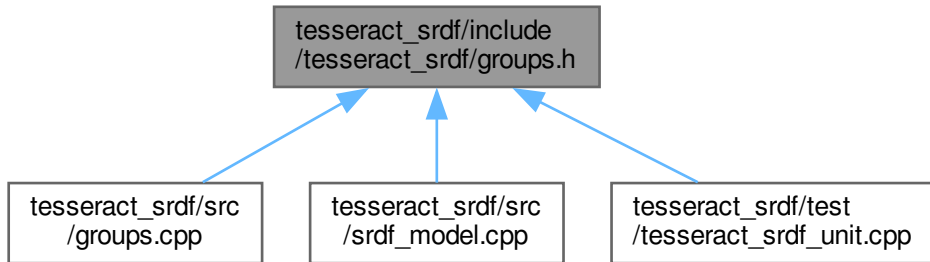 tesseract_srdf/include
/tesseract_srdf/groups.h
tesseract_srdf/src
/groups.cpp
tesseract_srdf/src
/srdf_model.cpp
tesseract_srdf/test
/tesseract_srdf_unit.cpp